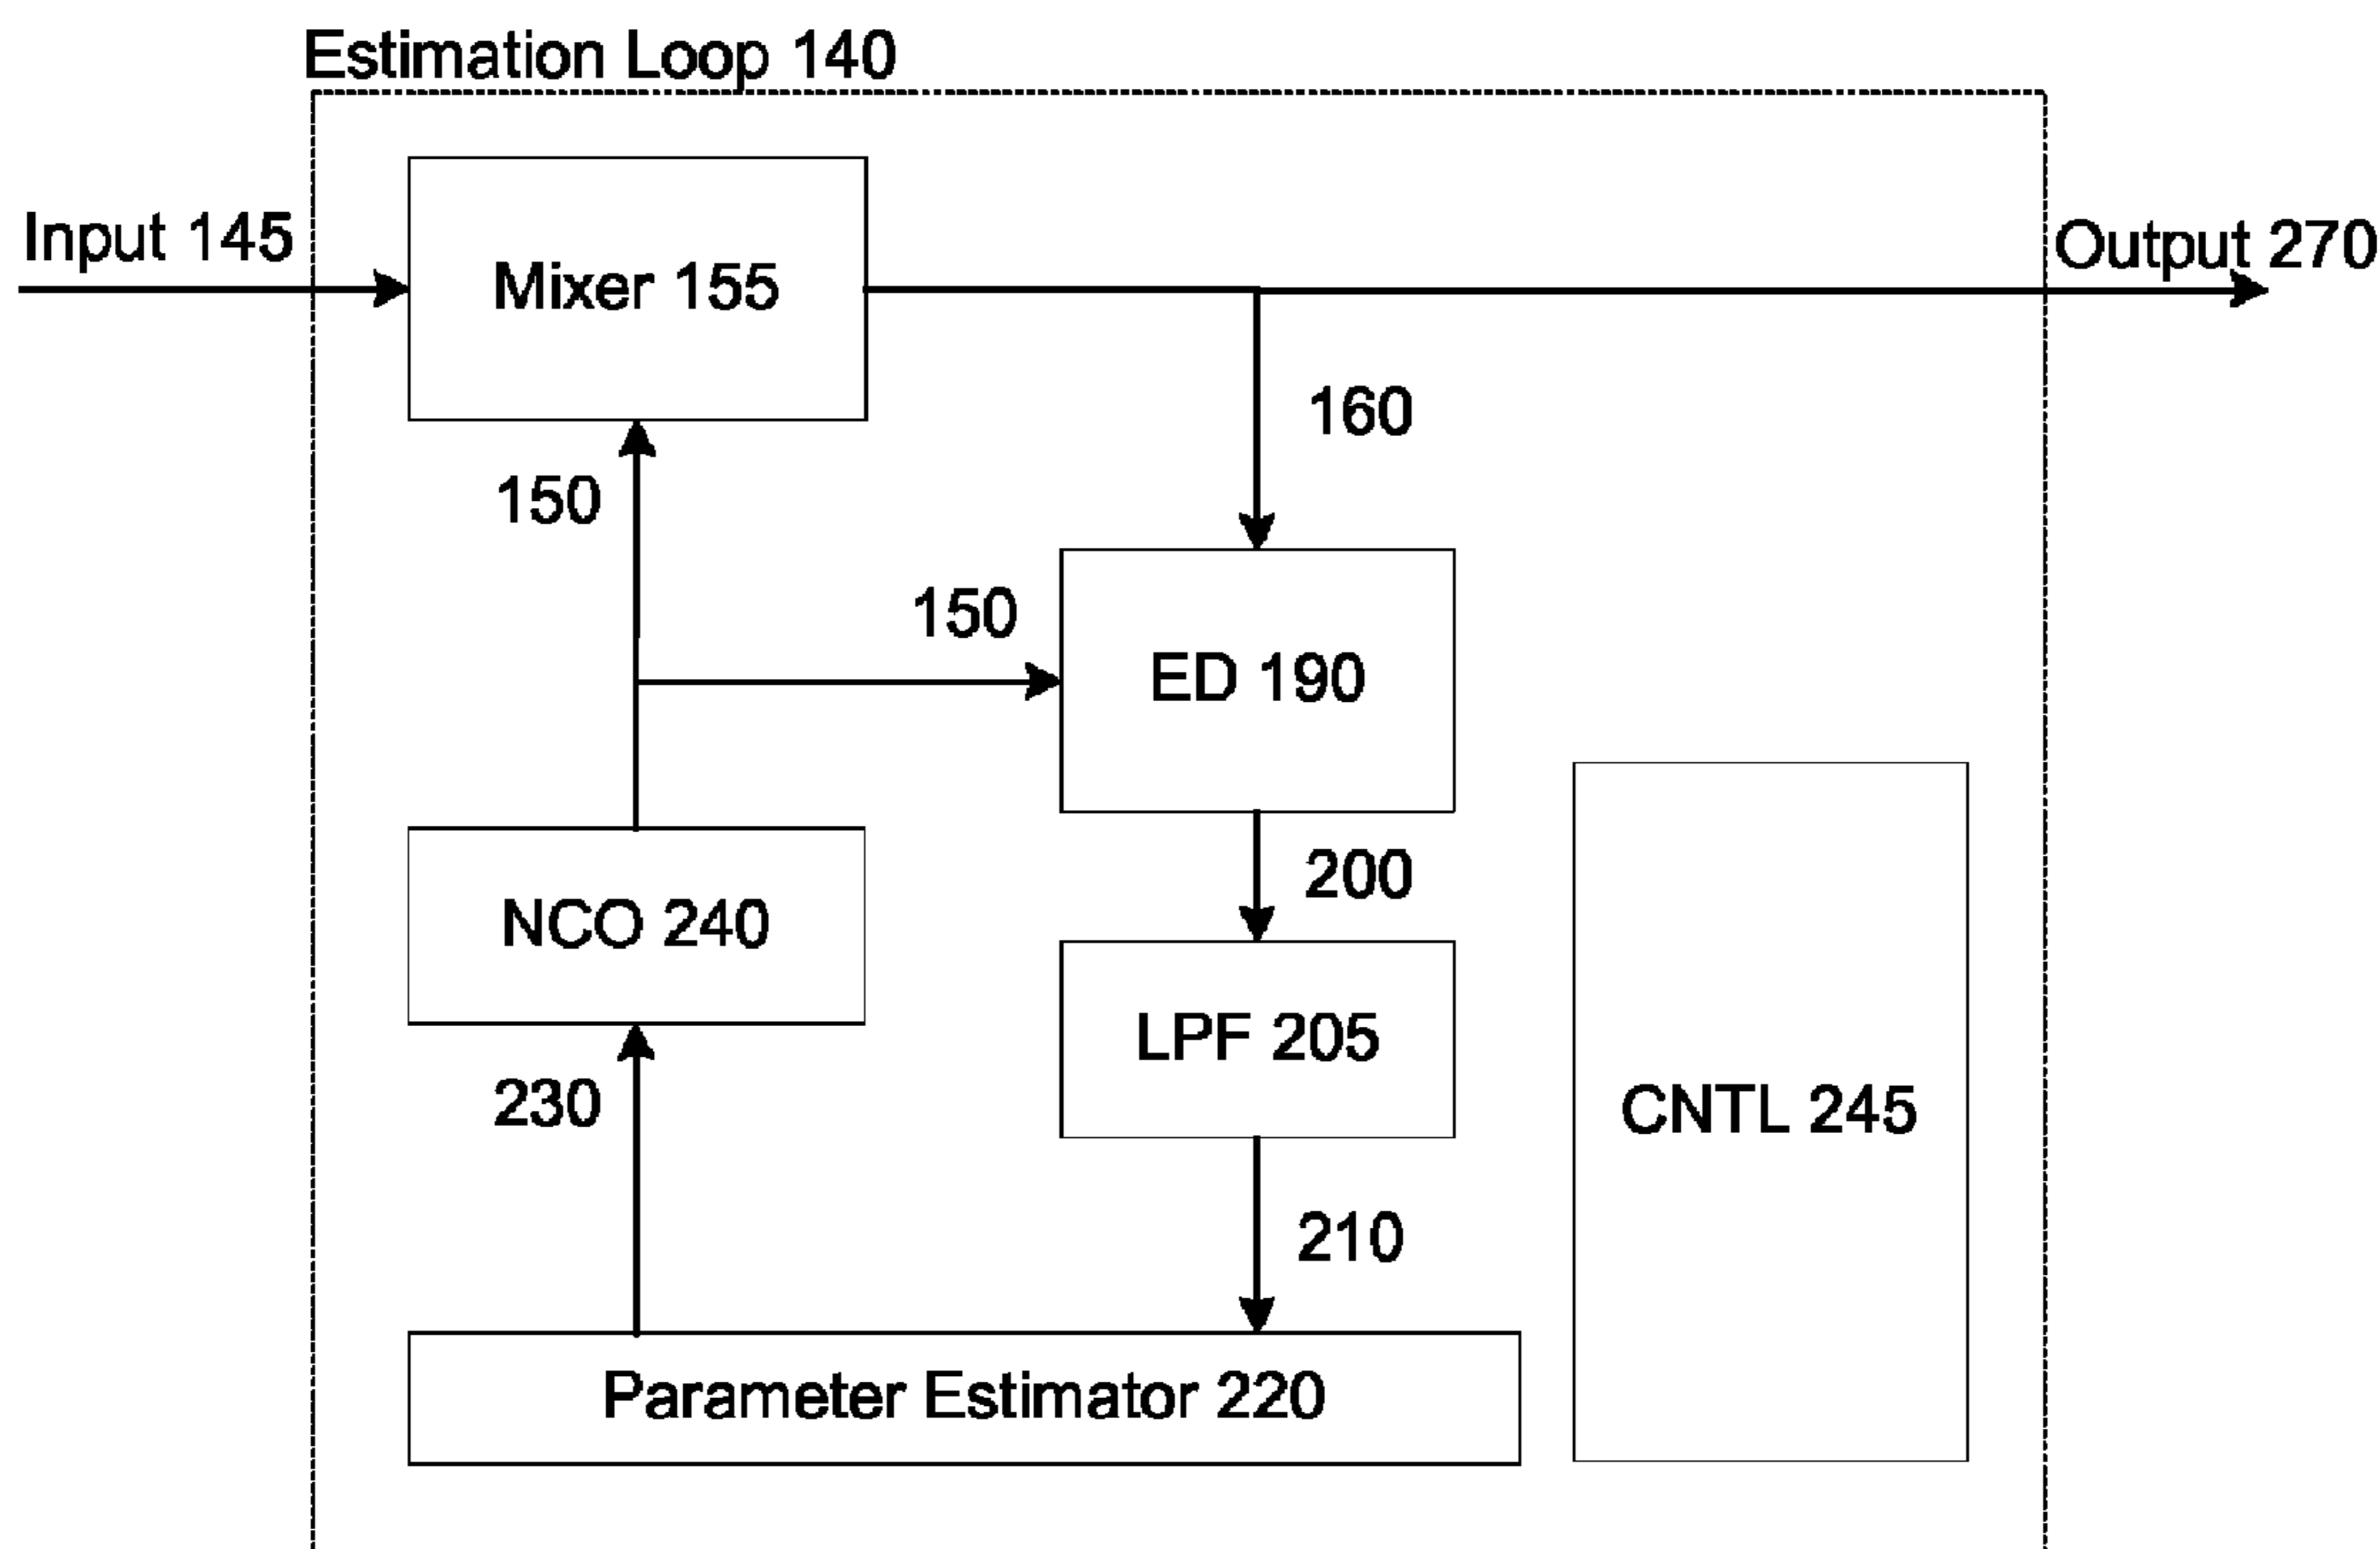 Estimation Loop 140
Input 145
Mixer 155
Output 270
160
150
150
ED 190
200
NCO 240
LPF 205
CNTL 245
230
210
Parameter Estimator 220